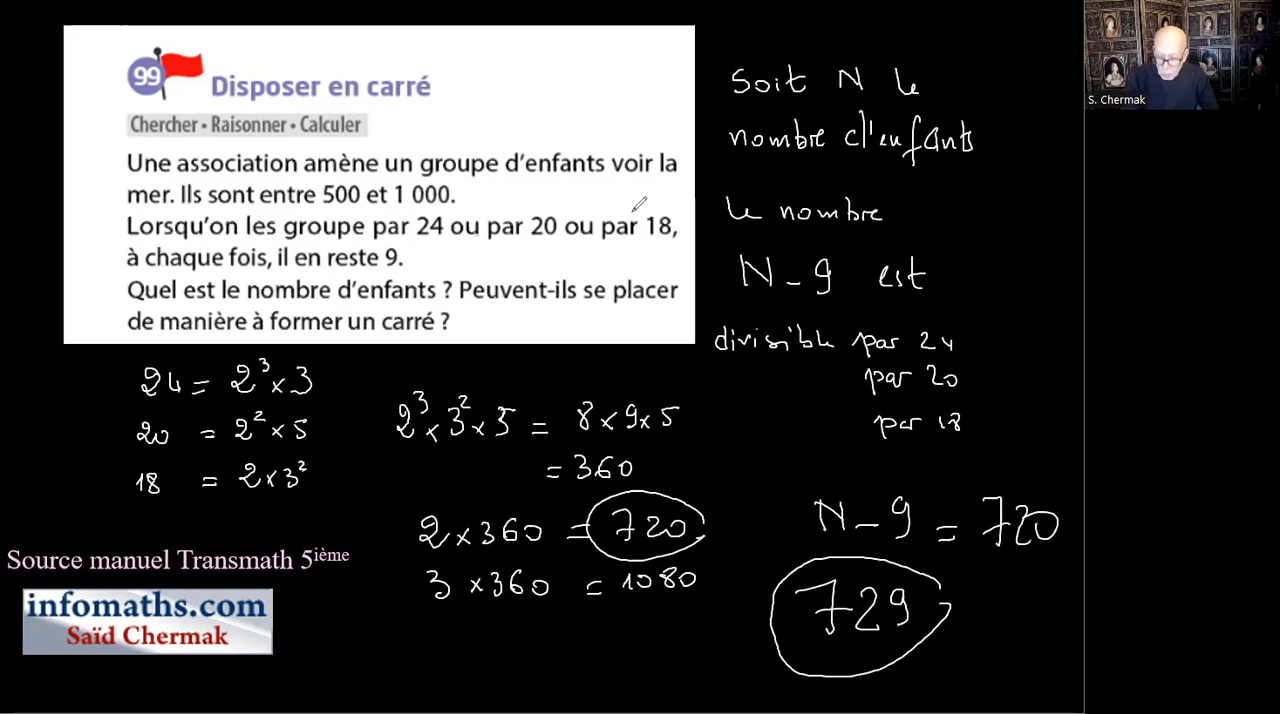 99
Disposer en carré
Chercher • Raisonner • Calculer
Une association amène un groupe d'enfants voir la
mer. Ils sont entre 500 et 1 000.
Lorsqu'on les groupe par 24 ou par 20 ou par 18,
à chaque fois, il en reste 9.
Quel est le nombre d'enfants ? Peuvent-ils se placer
de manière à former un carré ?
24 = 2³ × 3
20 = 2² × 5
18 = 2 × 3²
2³ × 3² × 5 = 8 × 9 × 5
= 360
2 × 360 = 720
3 × 360 = 1080
Soit N le
nombre d'enfants
le nombre
N - 9 est
divisible par 24
par 20
par 18
N - 9 = 720
729
Source manuel Transmath 5ième
infomaths.com
Saïd Chermak
S. Chermak